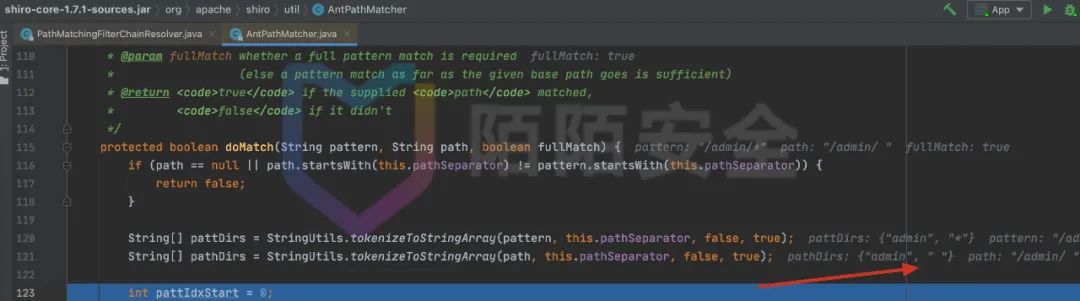 shiro-core-1.7.1-sources.jar 〉 org 〉 apache 〉 shiro 〉 util 〉 AntPathMatcher
App
PathMatchingFilterChainResolver.java × AntPathMatcher.java ×
1: Project
110 * @param fullMatch whether a full pattern match is required fullMatch: true
111 * (else a pattern match as far as the given base path goes is sufficient)
112 * @return <code>true</code> if the supplied <code>path</code> matched,
113 * <code>false</code> if it didn't
114 */
115 protected boolean doMatch(String pattern, String path, boolean fullMatch) { pattern: "/admin/*" path: "/admin/ " fullMatch: true
116 if (path == null || path.startsWith(this.pathSeparator) != pattern.startsWith(this.pathSeparator)) {
117 return false;
118 }
119
120 String[] pattDirs = StringUtils.tokenizeToStringArray(pattern, this.pathSeparator, false, true); pattDirs: {"admin", "*"} pattern: "/ad
121 String[] pathDirs = StringUtils.tokenizeToStringArray(path, this.pathSeparator, false, true); pathDirs: {"admin", " "} path: "/admin/ "
122
123 int pattIdxStart = 0;
陌陌安全